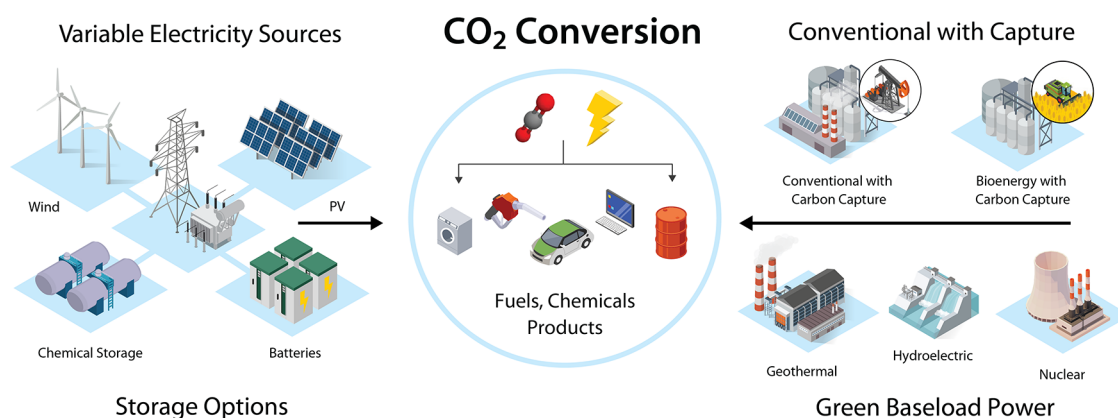 Variable Electricity Sources
Wind
PV
Chemical Storage
Batteries
Storage Options
CO₂ Conversion
Fuels, Chemicals
Products
Conventional with Capture
Conventional with
Carbon Capture
Bioenergy with
Carbon Capture
Geothermal
Hydroelectric
Nuclear
Green Baseload Power